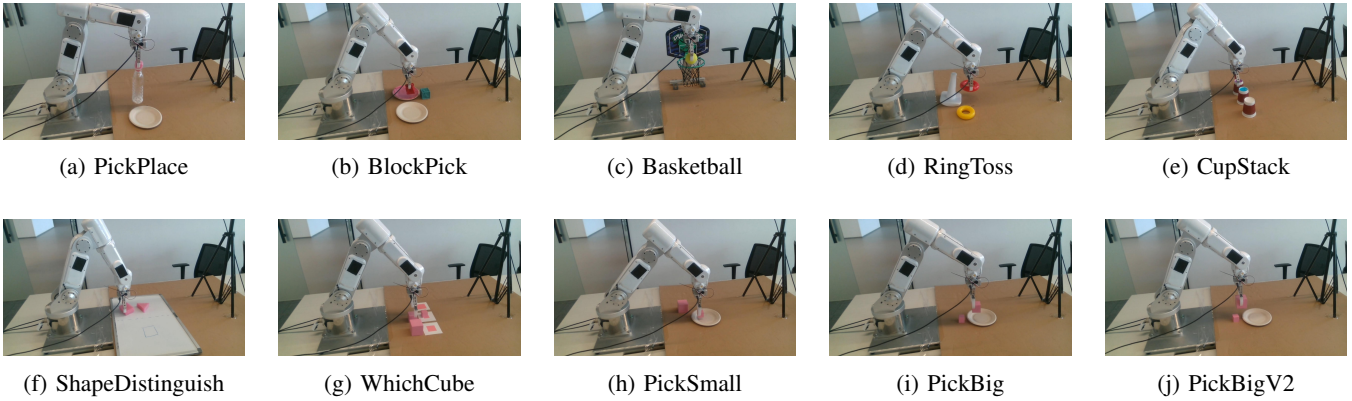 (a) PickPlace
(b) BlockPick
(c) Basketball
(d) RingToss
(e) CupStack
(f) ShapeDistinguish
(g) WhichCube
(h) PickSmall
(i) PickBig
(j) PickBigV2